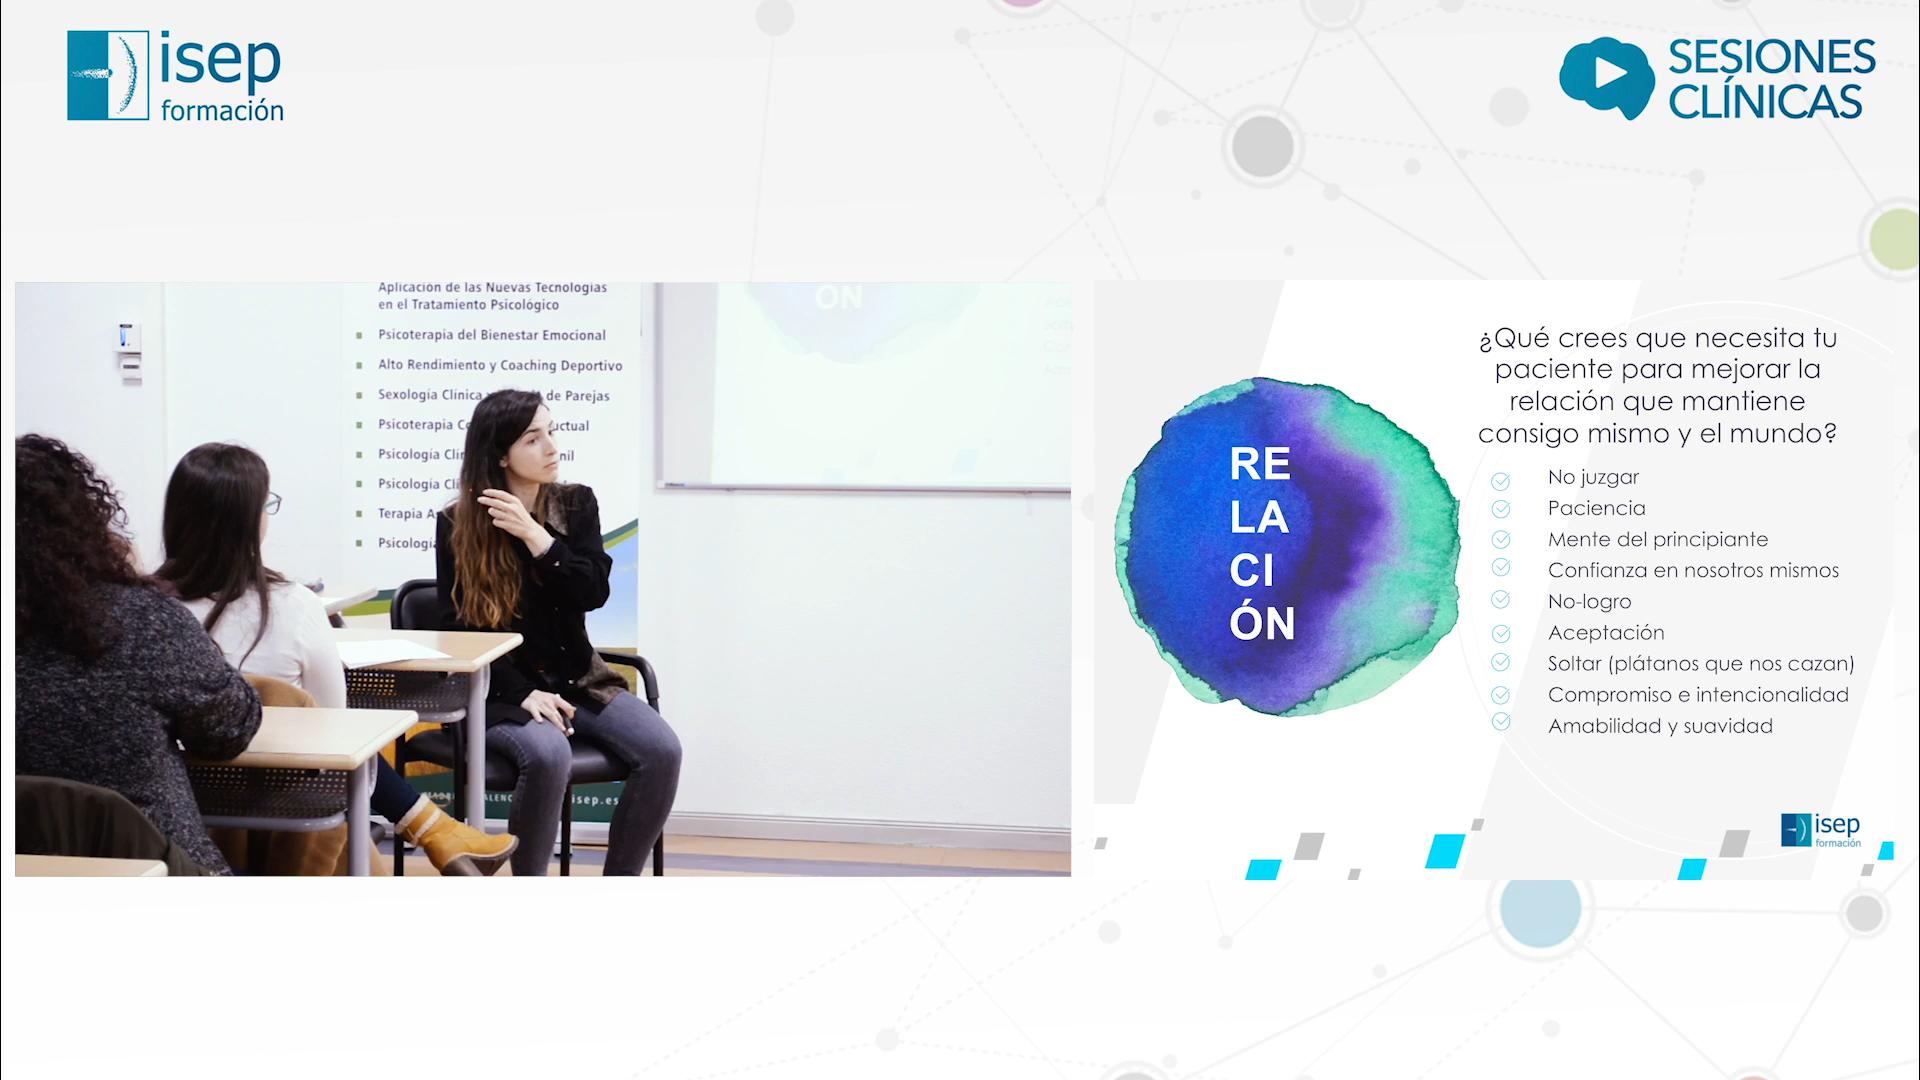 isep
formación
SESIONES
CLÍNICAS
Aplicación de las Nuevas Tecnologías
en el Tratamiento Psicológico
Psicoterapia del Bienestar Emocional
Alto Rendimiento y Coaching Deportivo
Sexología Clínica de Parejas
Psicoterapia
Psicología
Psicología
Terapia
isep.es
ON
RE
LA
CI
ÓN
¿Qué crees que necesita tu
paciente para mejorar la
relación que mantiene
consigo mismo y el mundo?
No juzgar
Paciencia
Mente del principiante
Confianza en nosotros mismos
No-logro
Aceptación
Soltar (plátanos que nos cazan)
Compromiso e intencionalidad
Amabilidad y suavidad
isep
formación